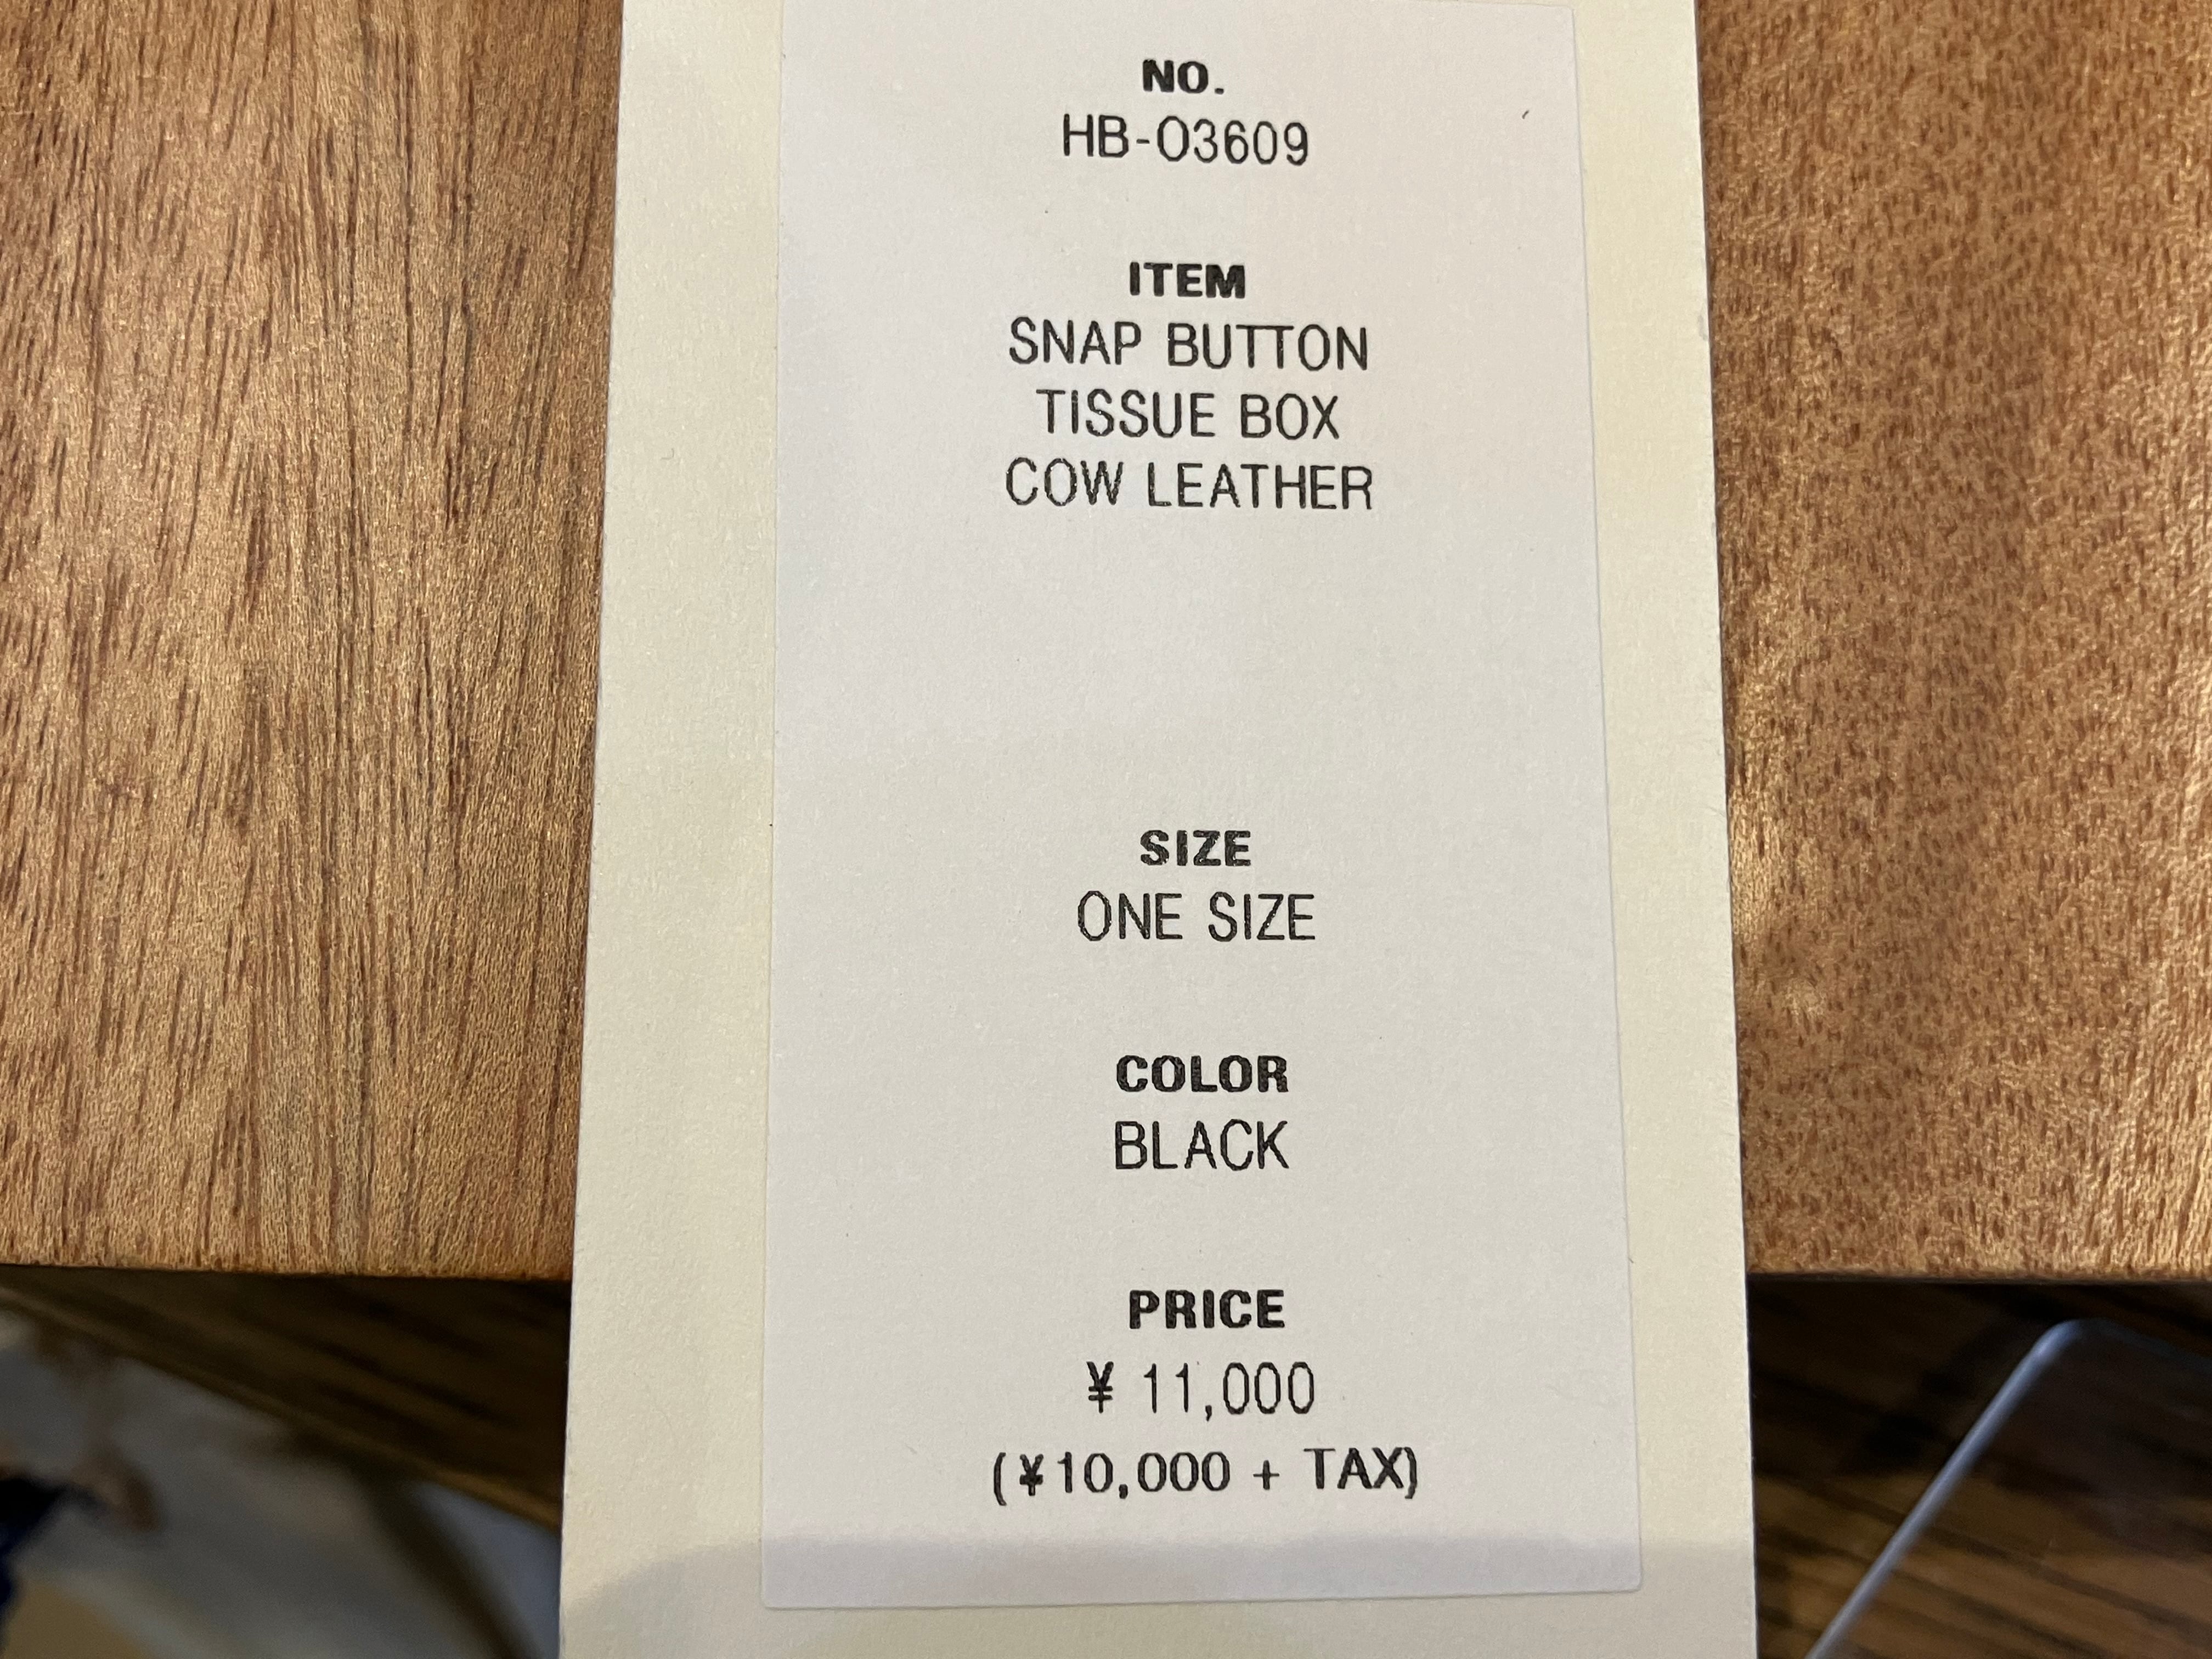 NO.
HB-03609
ITEM
SNAP BUTTON
TISSUE BOX
COW LEATHER
SIZE
ONE SIZE
COLOR
BLACK
PRICE
¥ 11,000
(¥10,000 + TAX)